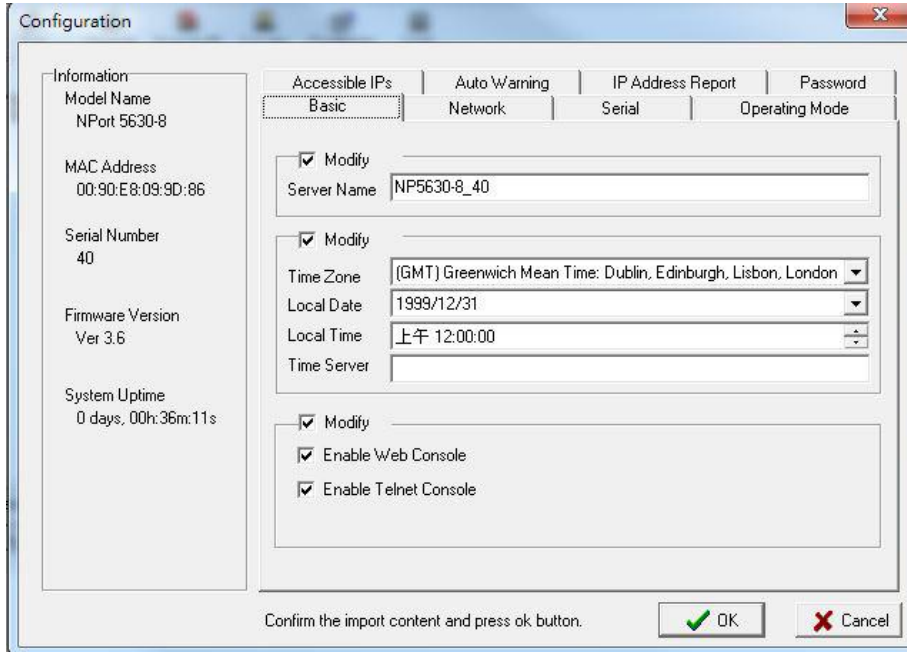 Configuration
Information
Model Name
NPort 5630-8
MAC Address
00:90:E8:09:9D:86
Serial Number
40
Firmware Version
Ver 3.6
System Uptime
0 days, 00h:36m:11s
Accessible IPs Auto Warning IP Address Report Password
Basic Network Serial Operating Mode
Modify
Server Name NP5630-8_40
Modify
Time Zone (GMT) Greenwich Mean Time: Dublin, Edinburgh, Lisbon, London
Local Date 1999/12/31
Local Time 上午 12:00:00
Time Server
Modify
Enable Web Console
Enable Telnet Console
Confirm the import content and press ok button. OK Cancel